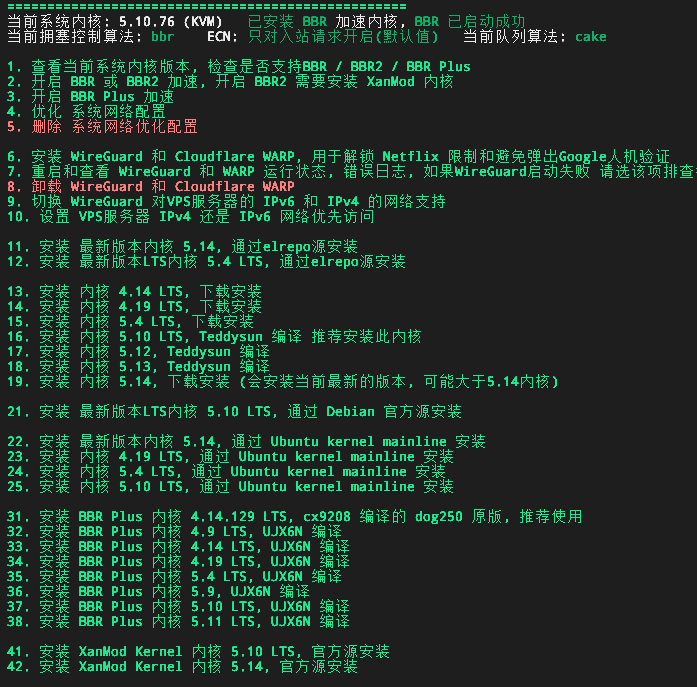 ==================================================
当前系统内核: 5.10.76 (KVM)   已安装 BBR 加速内核, BBR 已启动成功
当前拥塞控制算法: bbr    ECN: 只对入站请求开启(默认值)   当前队列算法: cake
1. 查看当前系统内核版本, 检查是否支持BBR / BBR2 / BBR Plus
2. 开启 BBR 或 BBR2 加速, 开启 BBR2 需要安装 XanMod 内核
3. 开启 BBR Plus 加速
4. 优化 系统网络配置
5. 删除 系统网络优化配置
6. 安装 WireGuard 和 Cloudflare WARP, 用于解锁 Netflix 限制和避免弹出Google人机验证
7. 重启和查看 WireGuard 和 WARP 运行状态, 错误日志, 如果WireGuard启动失败 请选该项排查
8. 卸载 WireGuard 和 Cloudflare WARP
9. 切换 WireGuard 对VPS服务器的 IPv6 和 IPv4 的网络支持
10. 设置 VPS服务器 IPv4 还是 IPv6 网络优先访问
11. 安装 最新版本内核 5.14, 通过elrepo源安装
12. 安装 最新版本LTS内核 5.4 LTS, 通过elrepo源安装
13. 安装 内核 4.14 LTS, 下载安装
14. 安装 内核 4.19 LTS, 下载安装
15. 安装 内核 5.4 LTS, 下载安装
16. 安装 内核 5.10 LTS, Teddysun 编译 推荐安装此内核
17. 安装 内核 5.12, Teddysun 编译
18. 安装 内核 5.13, Teddysun 编译
19. 安装 内核 5.14, 下载安装 (会安装当前最新的版本, 可能大于5.14内核)
21. 安装 最新版本LTS内核 5.10 LTS, 通过 Debian 官方源安装
22. 安装 最新版本内核 5.14, 通过 Ubuntu kernel mainline 安装
23. 安装 内核 4.19 LTS, 通过 Ubuntu kernel mainline 安装
24. 安装 内核 5.4 LTS, 通过 Ubuntu kernel mainline 安装
25. 安装 内核 5.10 LTS, 通过 Ubuntu kernel mainline 安装
31. 安装 BBR Plus 内核 4.14.129 LTS, cx9208 编译的 dog250 原版, 推荐使用
32. 安装 BBR Plus 内核 4.9 LTS, UJX6N 编译
33. 安装 BBR Plus 内核 4.14 LTS, UJX6N 编译
34. 安装 BBR Plus 内核 4.19 LTS, UJX6N 编译
35. 安装 BBR Plus 内核 5.4 LTS, UJX6N 编译
36. 安装 BBR Plus 内核 5.9, UJX6N 编译
37. 安装 BBR Plus 内核 5.10 LTS, UJX6N 编译
38. 安装 BBR Plus 内核 5.11 LTS, UJX6N 编译
41. 安装 XanMod Kernel 内核 5.10 LTS, 官方源安装
42. 安装 XanMod Kernel 内核 5.14, 官方源安装